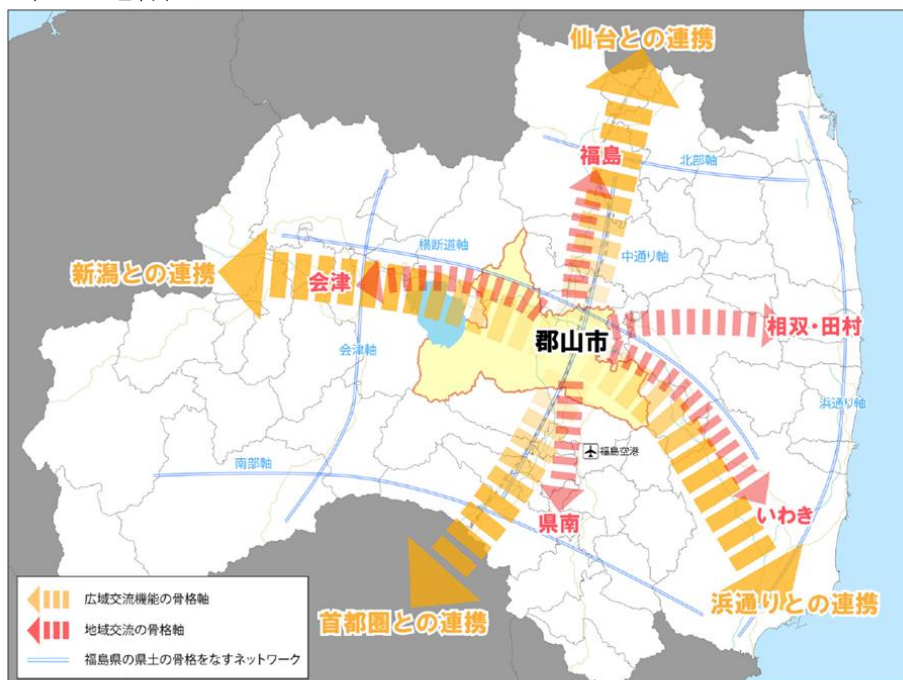 仙台との連携
福島
北部軸
横断道軸
中通り軸
新潟との連携
会津
相双・田村
郡山市
会津軸
浜通り軸
福島空港
南部軸
県南
いわき
浜通りとの連携
首都圏との連携
広域交流機能の骨格軸
地域交流の骨格軸
福島県の県土の骨格をなすネットワーク